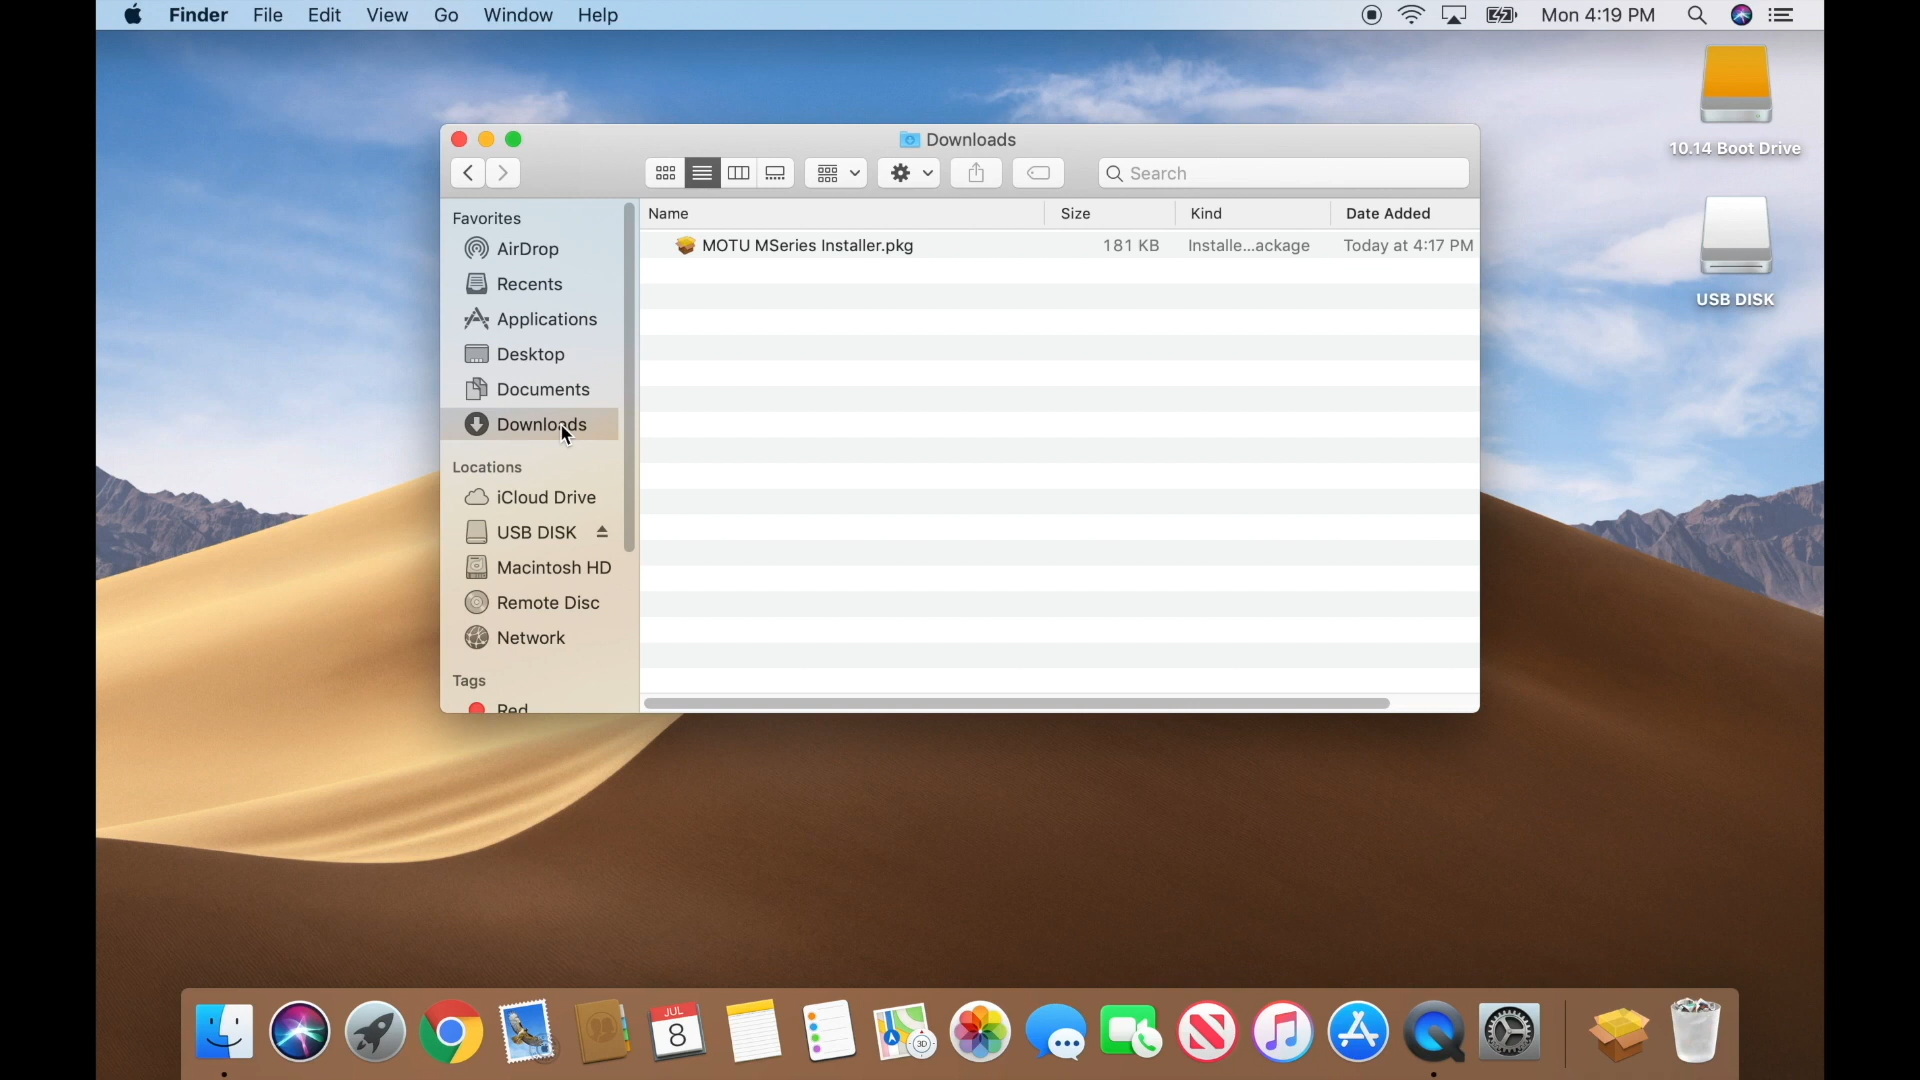 Finder File Edit View Go Window Help Mon 4:19 PM
10.14 Boot Drive
USB DISK
Downloads
Search
Favorites
AirDrop
Recents
Applications
Desktop
Documents
Downloads
Locations
iCloud Drive
USB DISK
Macintosh HD
Remote Disc
Network
Tags
Red
Name Size Kind Date Added
MOTU MSeries Installer.pkg 181 KB Installe...ackage Today at 4:17 PM
JUL
8
3D